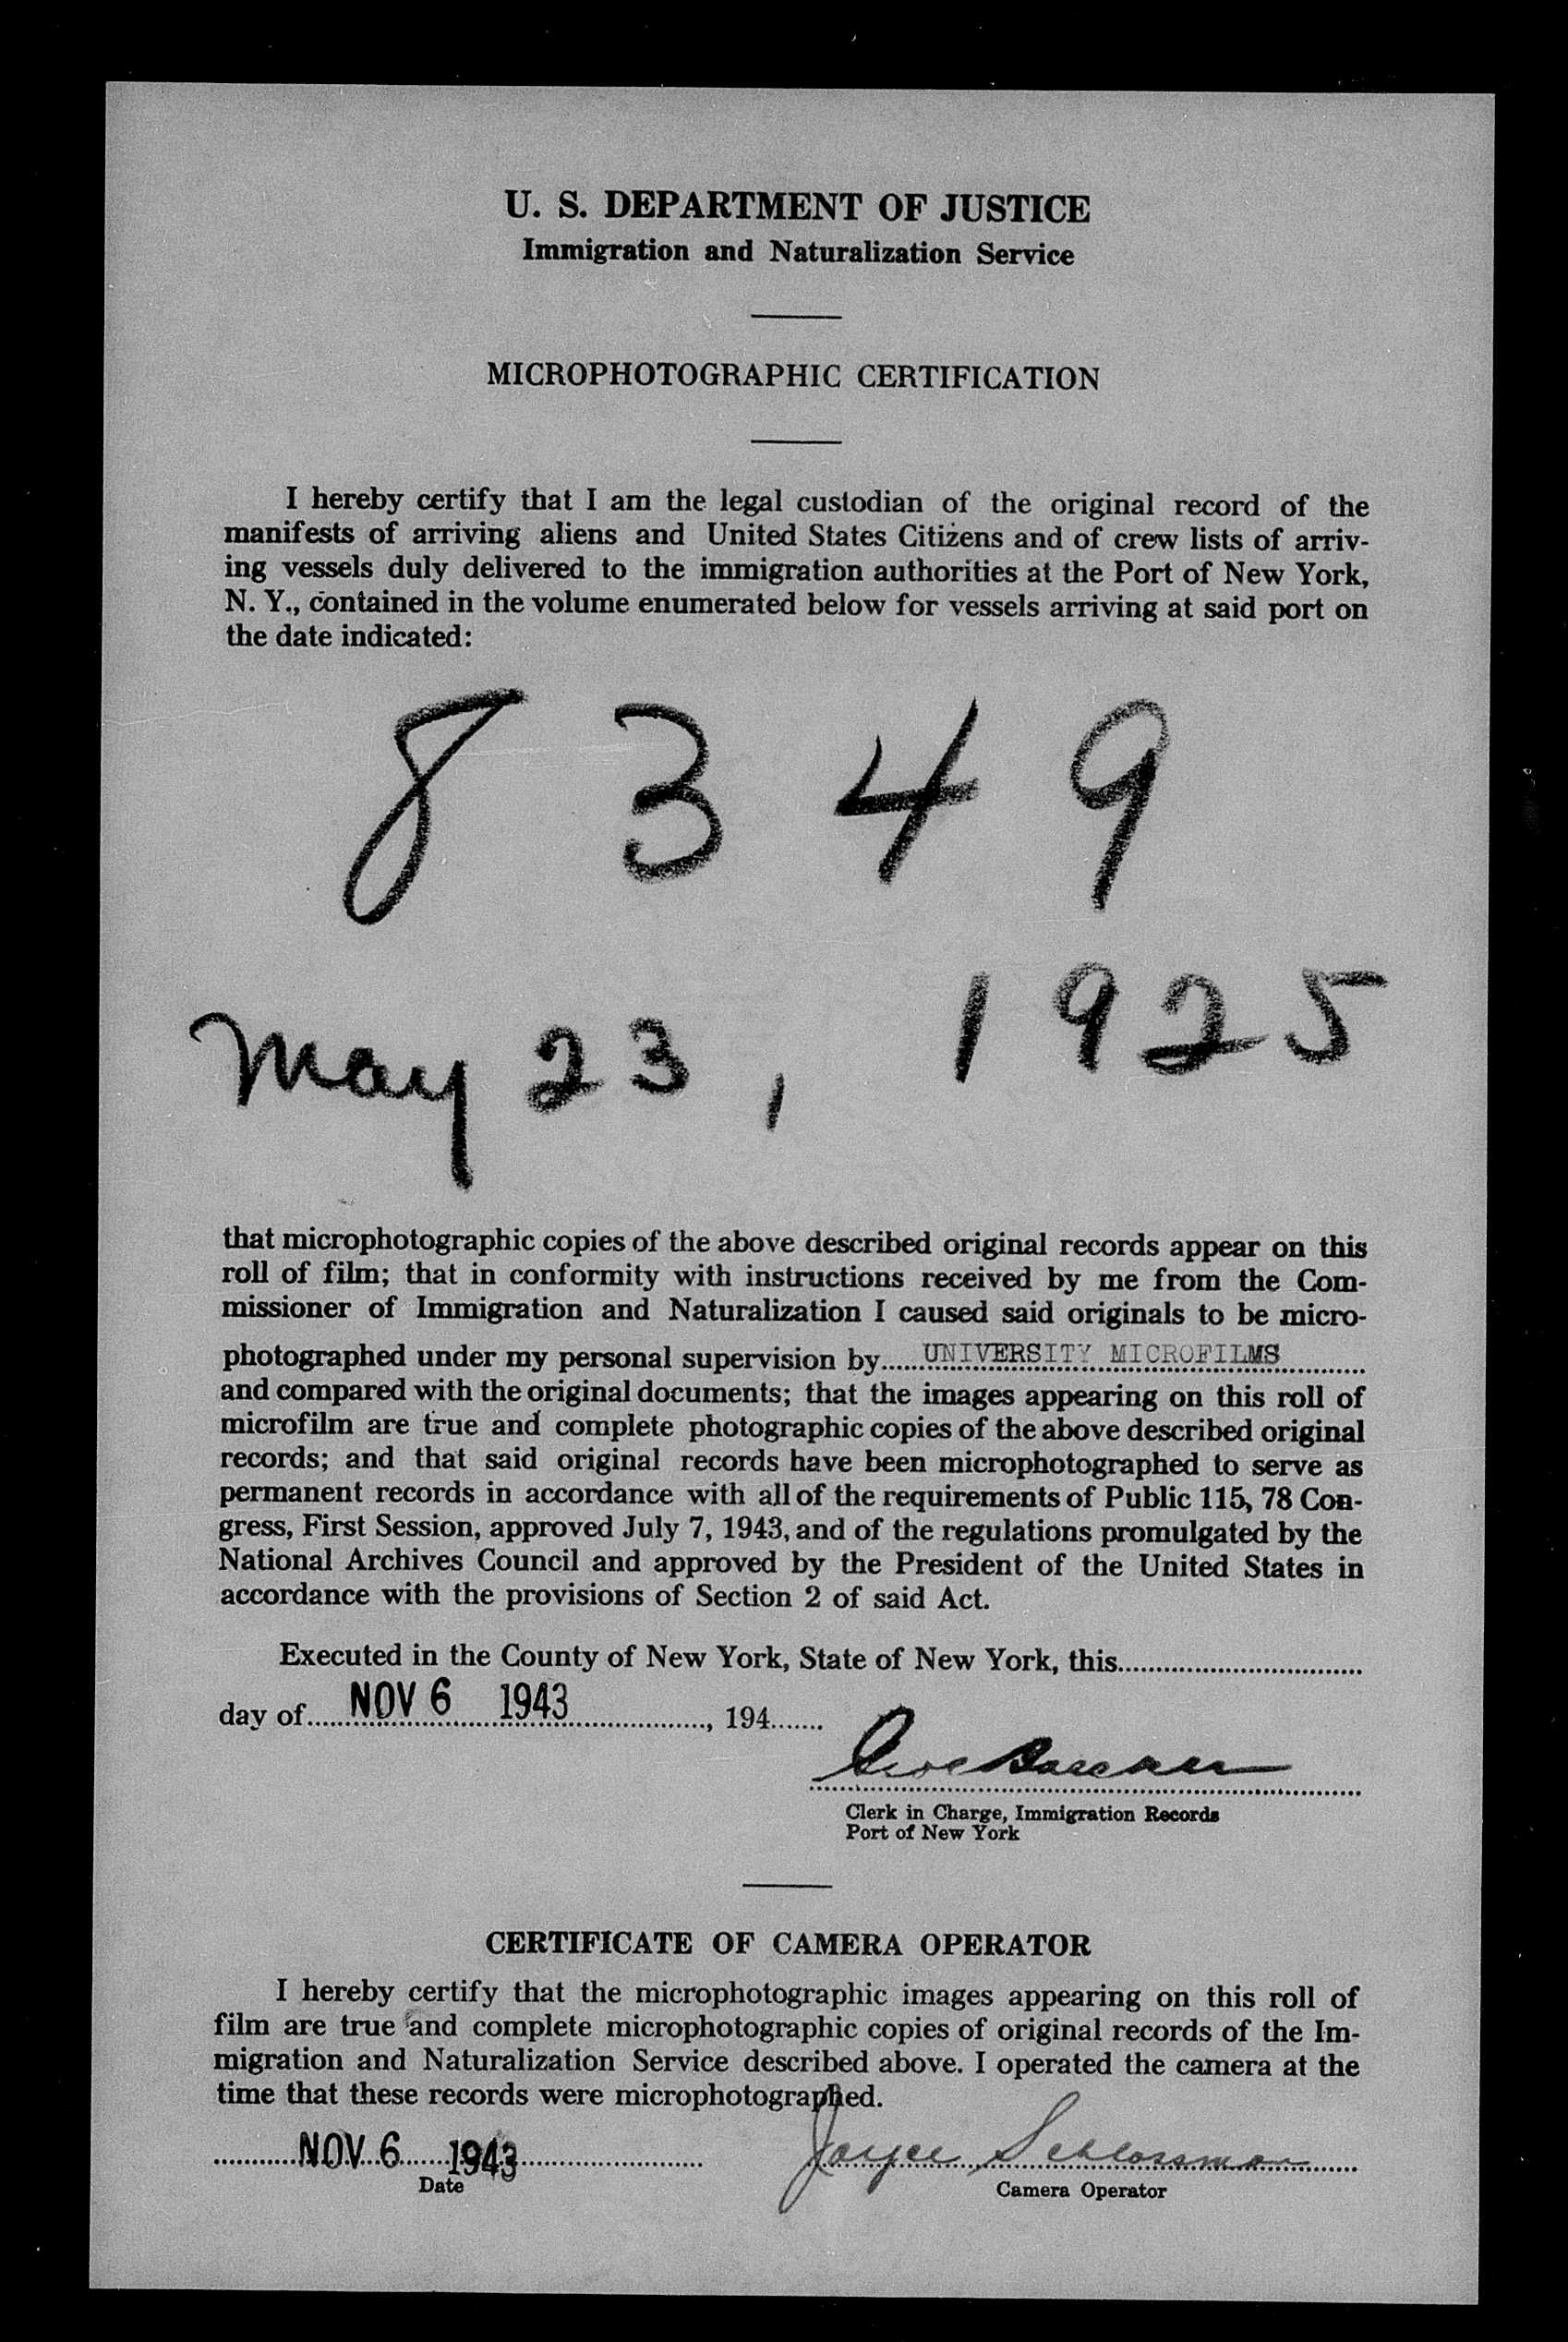 U. S. DEPARTMENT OF JUSTICE
Immigration and Naturalization Service
MICROPHOTOGRAPHIC CERTIFICATION
I hereby certify that I am the legal custodian of the original record of the
manifests of arriving aliens and United States Citizens and of crew lists of arriv-
ing vessels duly delivered to the immigration authorities at the Port of New York,
N. Y., contained in the volume enumerated below for vessels arriving at said port on
the date indicated:
8 3 4 9
May 23, 1925
that microphotographic copies of the above described original records appear on this
roll of film; that in conformity with instructions received by me from the Com-
missioner of Immigration and Naturalization I caused said originals to be micro-
photographed under my personal supervision by......UNIVERSITY MICROFILMS
and compared with the original documents; that the images appearing on this roll of
microfilm are true and complete photographic copies of the above described original
records; and that said original records have been microphotographed to serve as
permanent records in accordance with all of the requirements of Public 115, 78 Con-
gress, First Session, approved July 7, 1943, and of the regulations promulgated by the
National Archives Council and approved by the President of the United States in
accordance with the provisions of Section 2 of said Act.
Executed in the County of New York, State of New York, this
day of NOV 6 1943, 194
Clerk in Charge, Immigration Records
Port of New York
CERTIFICATE OF CAMERA OPERATOR
I hereby certify that the microphotographic images appearing on this roll of
film are true and complete microphotographic copies of original records of the Im-
migration and Naturalization Service described above. I operated the camera at the
time that these records were microphotographed.
NOV 6 1943 Joyce Schlossman
Date Camera Operator